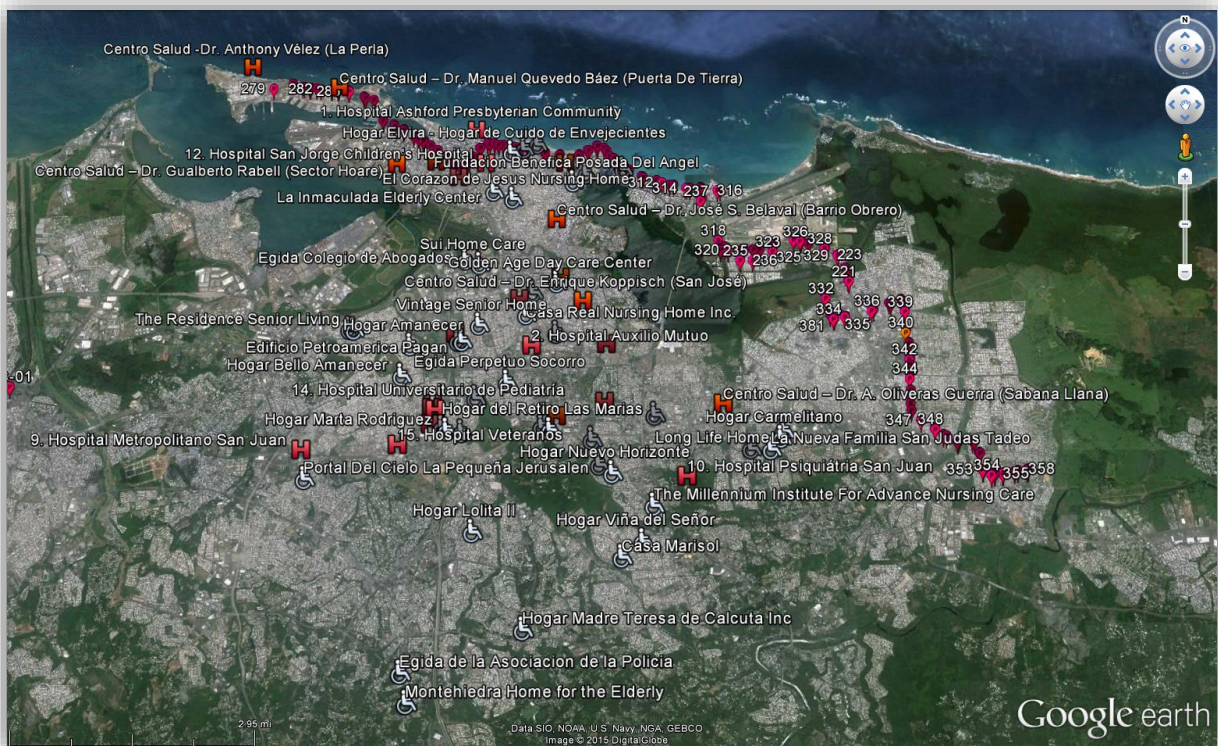 N
Centro Salud -Dr. Anthony Vélez (La Perla)
Centro Salud – Dr. Manuel Quevedo Báez (Puerta De Tierra)
279
282
1. Hospital Ashford Presbyterian Community
Hogar Elvira - Hogar de Cuido de Envejecientes
12. Hospital San Jorge Children's Hospital
Fundacion Benefica Posada Del Angel
Centro Salud – Dr. Gualberto Rabell (Sector Hoare)
El Corazon de Jesus Nursing Home
312 314 237 316
La Inmaculada Elderly Center
Centro Salud – Dr. José S. Belaval (Barrio Obrero)
318
326
328
320 235 323
236 325 329 223
Sui Home Care
Egida Colegio de Abogados
Golden Age Day Care Center
221
Centro Salud – Dr. Enrique Koppisch (San José)
332
Vintage Senior Home
334
336 339
Casa Real Nursing Home Inc.
The Residence Senior Living
Hogar Amanecer
381 335
340
2. Hospital Auxilio Mutuo
Edificio Petroamerica Pagan
342
Hogar Bello Amanecer
Egida Perpetuo Socorro
344
-01
14. Hospital Universitario de Pediatria
Centro Salud – Dr. A. Oliveras Guerra (Sabana Llana)
Hogar Marta Rodriguez
Hogar del Retiro Las Marias
Hogar Carmelitano
347 348
9. Hospital Metropolitano San Juan
15. Hospital Veteranos
Long Life Home
La Nueva Familia San Judas Tadeo
Hogar Nuevo Horizonte
Portal Del Cielo La Pequeña Jerusalen
10. Hospital Psiquiátria San Juan
353 354 355 358
The Millennium Institute For Advance Nursing Care
Hogar Lolita II
Hogar Viña del Señor
Casa Marisol
Hogar Madre Teresa de Calcuta Inc
Egida de la Asociacion de la Policia
Montehiedra Home for the Elderly
2.95 mi
Data SIO, NOAA, U.S. Navy, NGA, GEBCO
Image © 2015 DigitalGlobe
Google earth